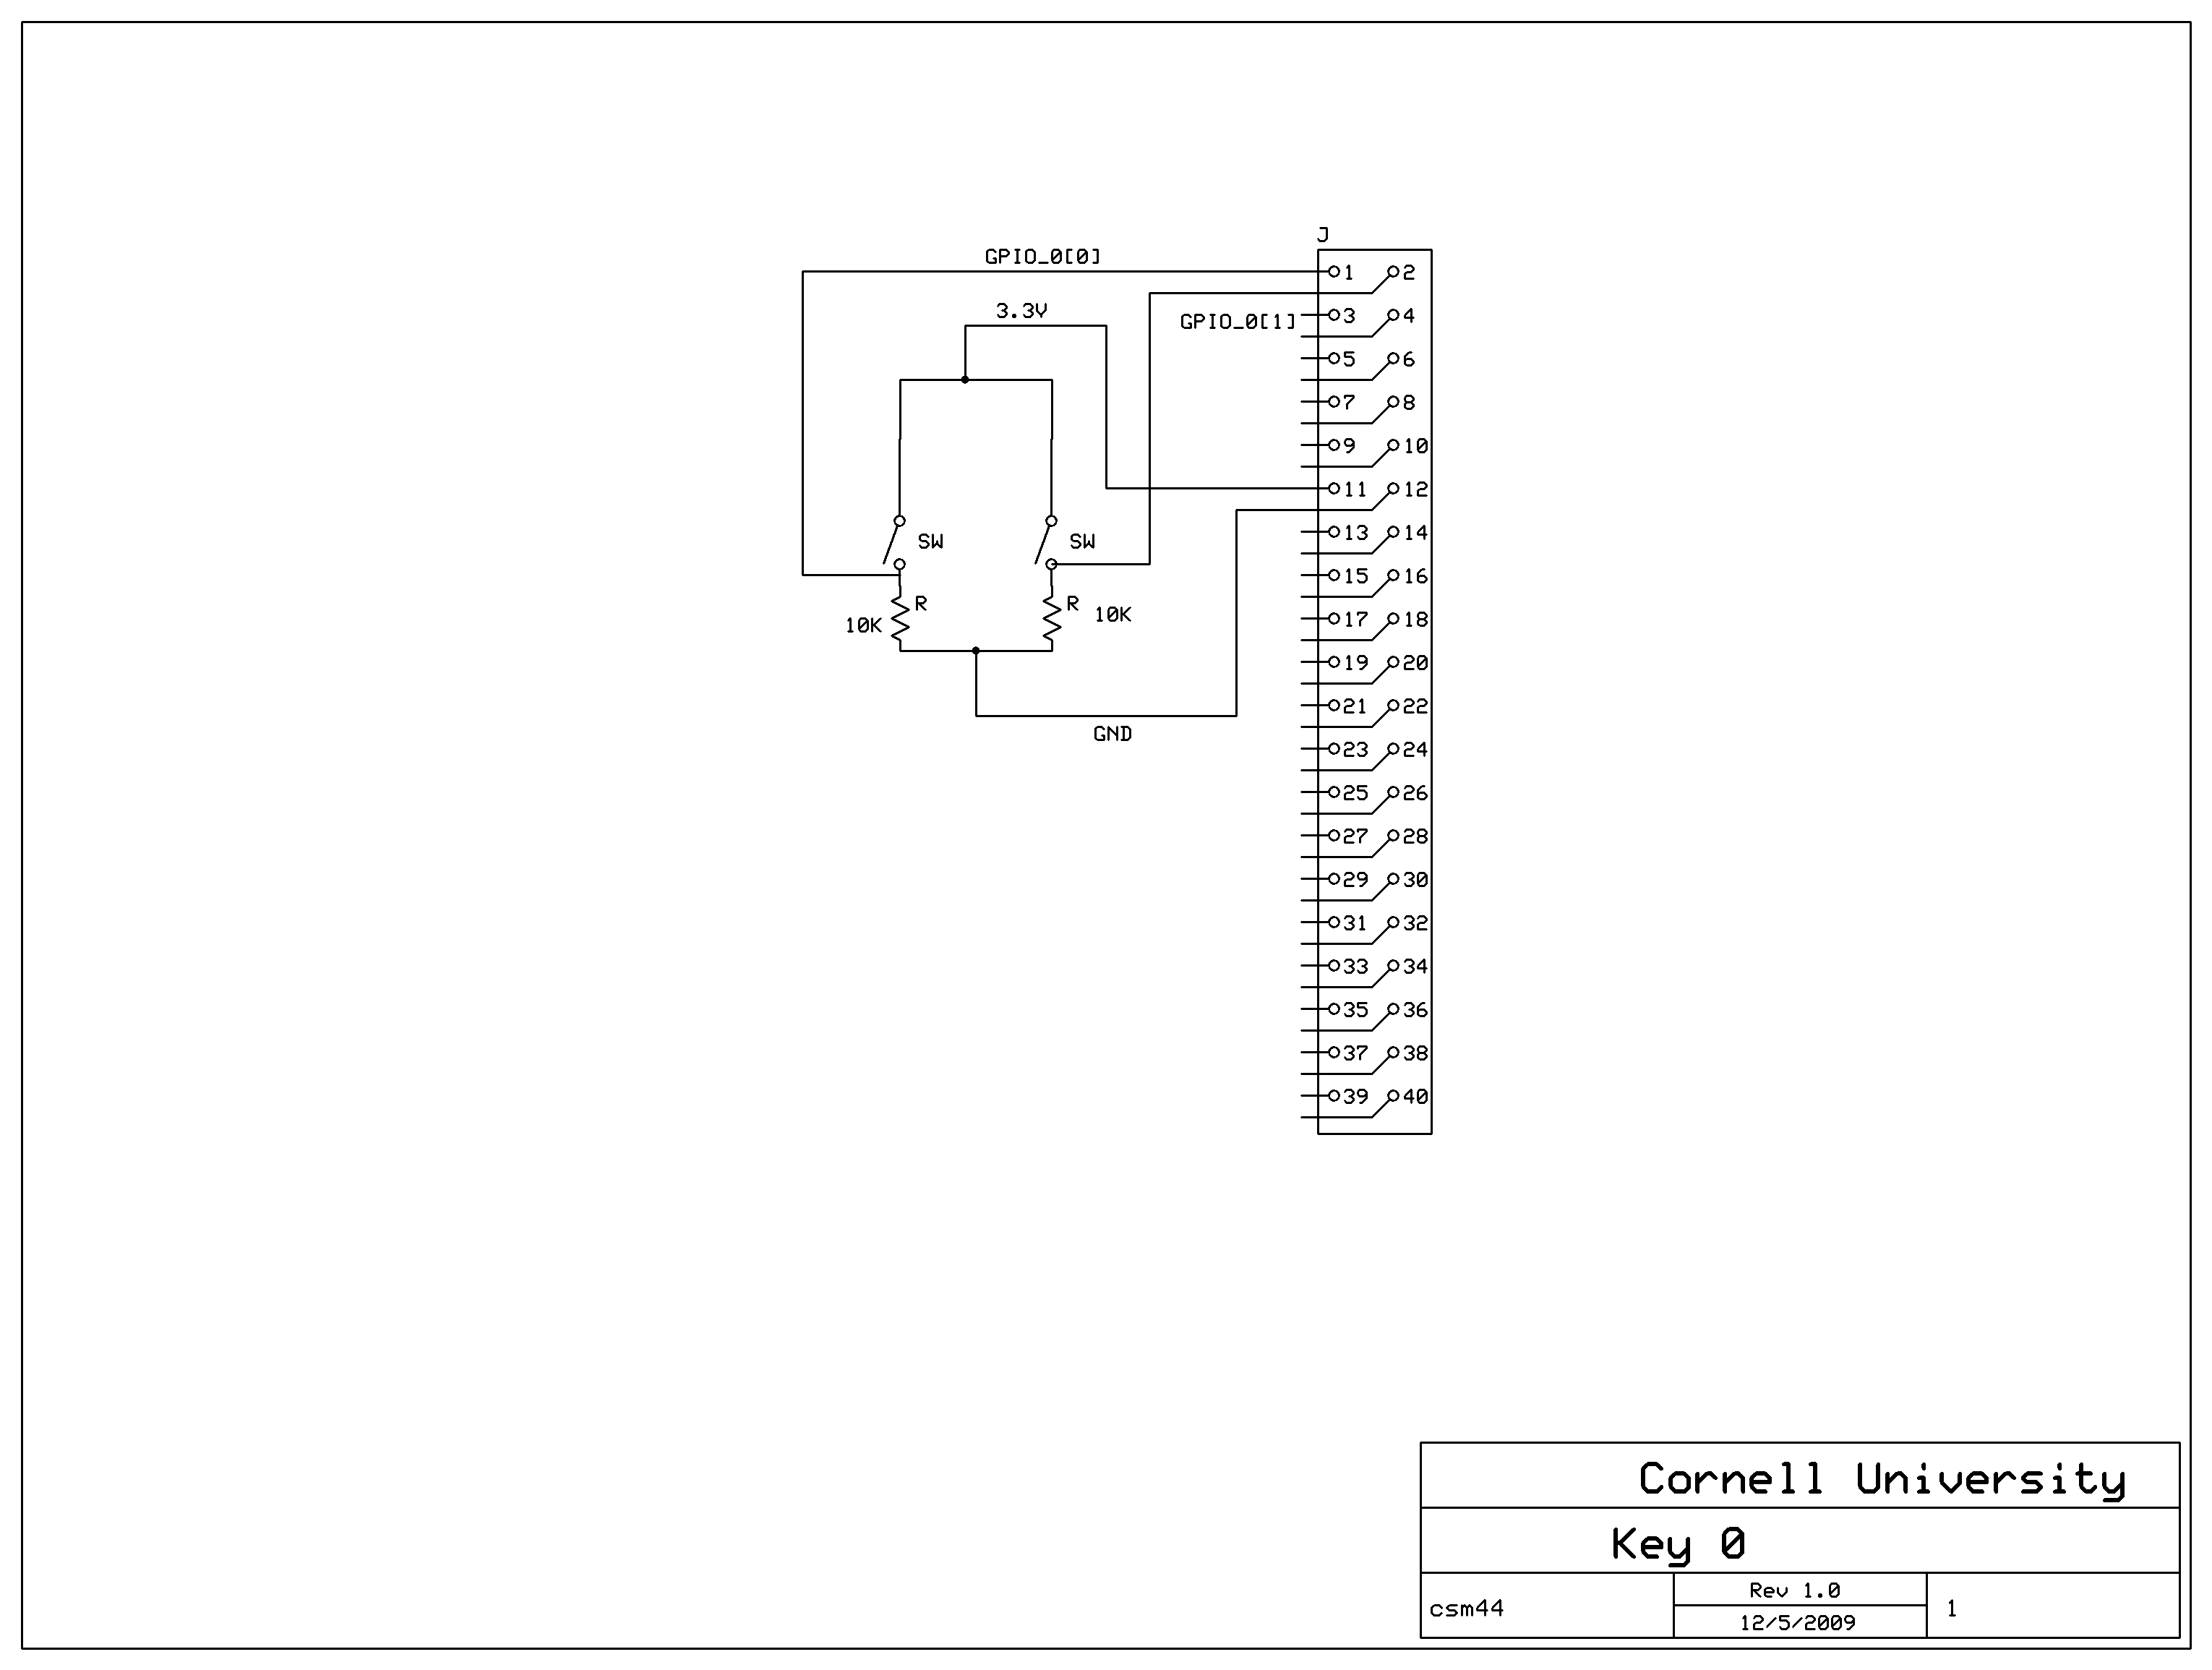 J
GPIO_0[0]
1 2
3.3V
GPIO_0[1]
3 4
5 6
7 8
9 10
11 12
SW
SW
13 14
15 16
R
R
10K
10K
17 18
19 20
21 22
GND
23 24
25 26
27 28
29 30
31 32
33 34
35 36
37 38
39 40
Cornell University
Key 0
csm44
Rev 1.0
12/5/2009
1